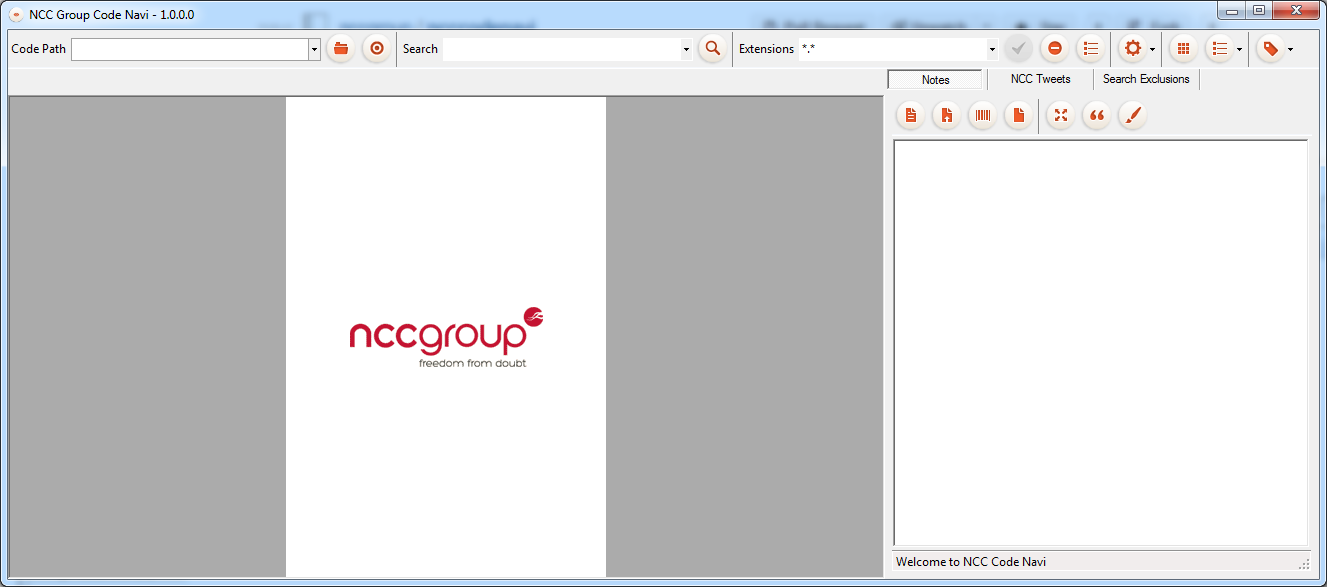 NCC Group Code Navi - 1.0.0.0
Code Path
Search
Extensions *.*
Notes
NCC Tweets
Search Exclusions
nccgroup
freedom from doubt
Welcome to NCC Code Navi